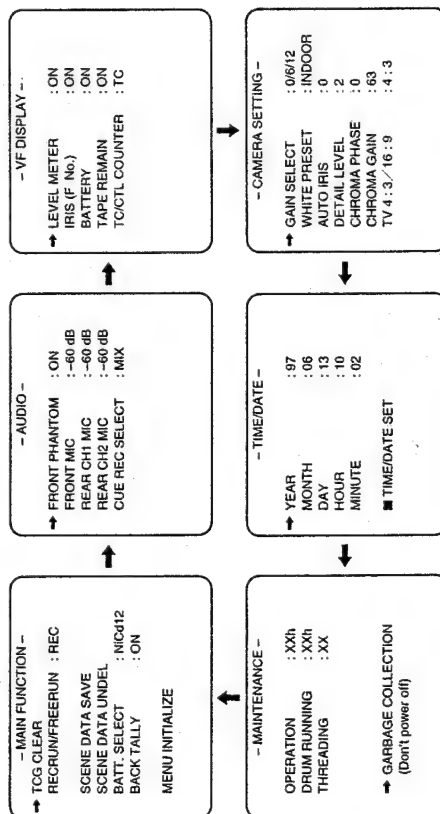 – MAIN FUNCTION –
➞ TCG CLEAR
RECRUN/FREERUN : REC
SCENE DATA SAVE
SCENE DATA UNDEL
BATT. SELECT : NiCd12
BACK TALLY : ON
MENU INITIALIZE
– AUDIO –
➞ FRONT PHANTOM : ON
FRONT MIC : –60 dB
REAR CH1 MIC : –60 dB
REAR CH2 MIC : –60 dB
CUE REC SELECT : MIX
– VF DISPLAY –
➞ LEVEL METER : ON
IRIS (F No.) : ON
BATTERY : ON
TAPE REMAIN : ON
TC/CTL COUNTER : TC
– MAINTENANCE –
OPERATION : XXh
DRUM RUNNING : XXh
THREADING : XX
➞ GARBAGE COLLECTION
(Don't power off)
– TIME/DATE –
➞ YEAR : 97
MONTH : 06
DAY : 13
HOUR : 10
MINUTE : 02
■ TIME/DATE SET
– CAMERA SETTING –
➞ GAIN SELECT : 0/6/12
WHITE PRESET : INDOOR
AUTO IRIS : 0
DETAIL LEVEL : 2
CHROMA PHASE : 0
CHROMA GAIN : 63
TV 4 : 3/16 : 9 : 4 : 3